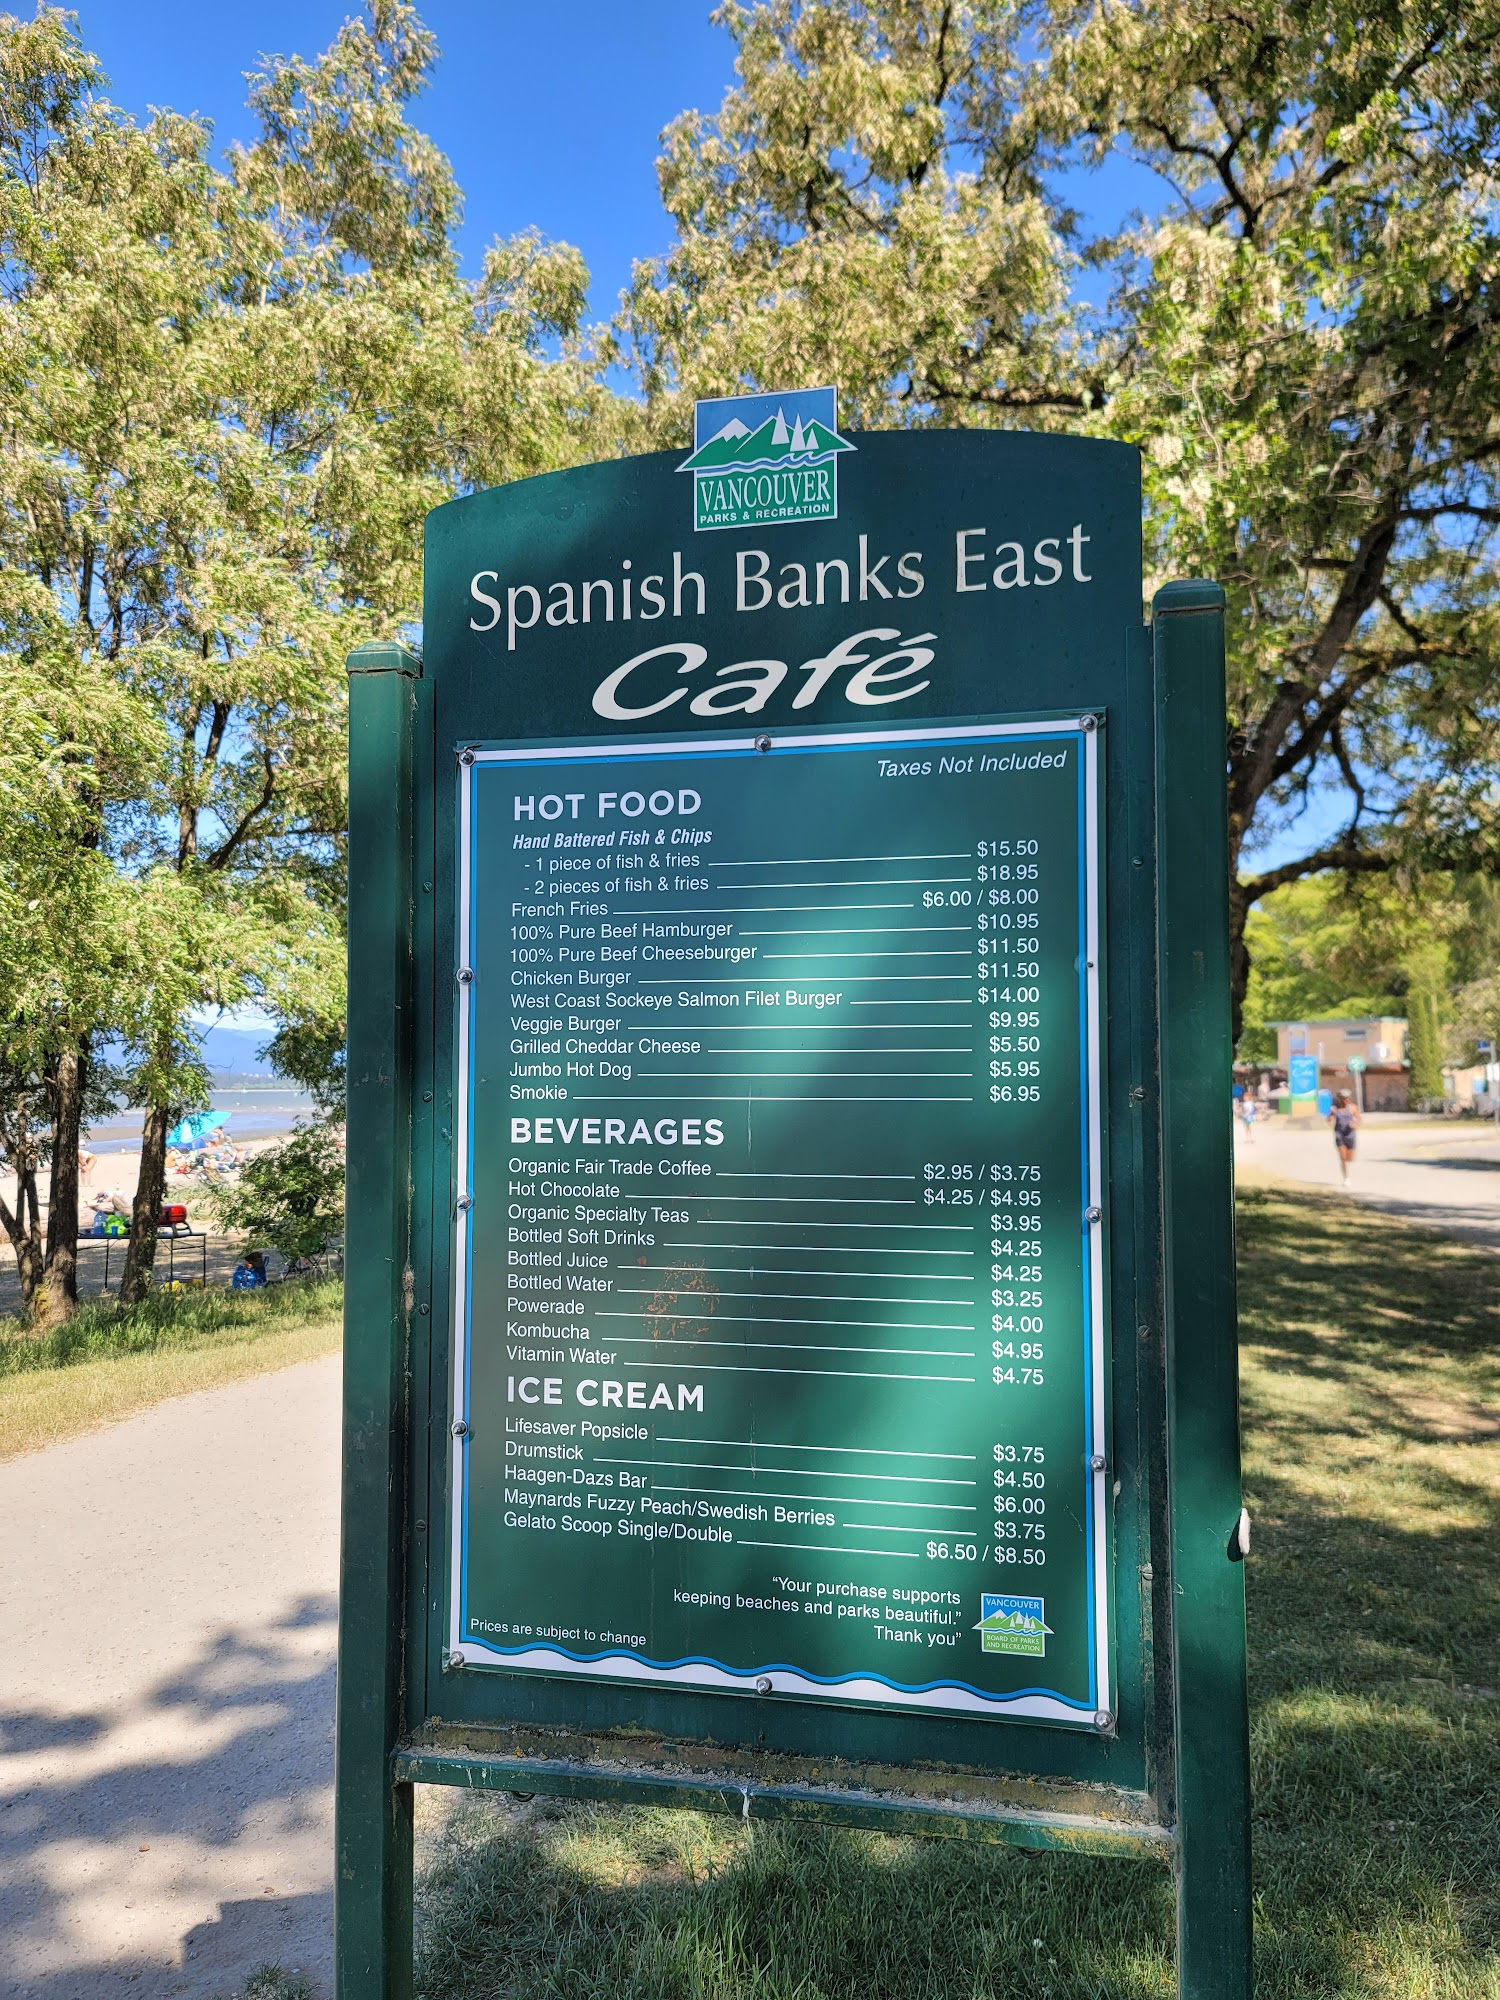 VANCOUVER
PARKS & RECREATION
Spanish Banks East
Café
Taxes Not Included
HOT FOOD
Hand Battered Fish & Chips
- 1 piece of fish & fries $15.50
- 2 pieces of fish & fries $18.95
French Fries $6.00 / $8.00
100% Pure Beef Hamburger $10.95
100% Pure Beef Cheeseburger $11.50
Chicken Burger $11.50
West Coast Sockeye Salmon Filet Burger $14.00
Veggie Burger $9.95
Grilled Cheddar Cheese $5.50
Jumbo Hot Dog $5.95
Smokie $6.95
BEVERAGES
Organic Fair Trade Coffee $2.95 / $3.75
Hot Chocolate $4.25 / $4.95
Organic Specialty Teas $3.95
Bottled Soft Drinks $4.25
Bottled Juice $4.25
Bottled Water $3.25
Powerade $4.00
Kombucha $4.95
Vitamin Water $4.75
ICE CREAM
Lifesaver Popsicle $3.75
Drumstick $4.50
Haagen-Dazs Bar $6.00
Maynards Fuzzy Peach/Swedish Berries $3.75
Gelato Scoop Single/Double $6.50 / $8.50
"Your purchase supports
keeping beaches and parks beautiful."
Thank you"
Prices are subject to change
VANCOUVER
BOARD OF PARKS
AND RECREATION